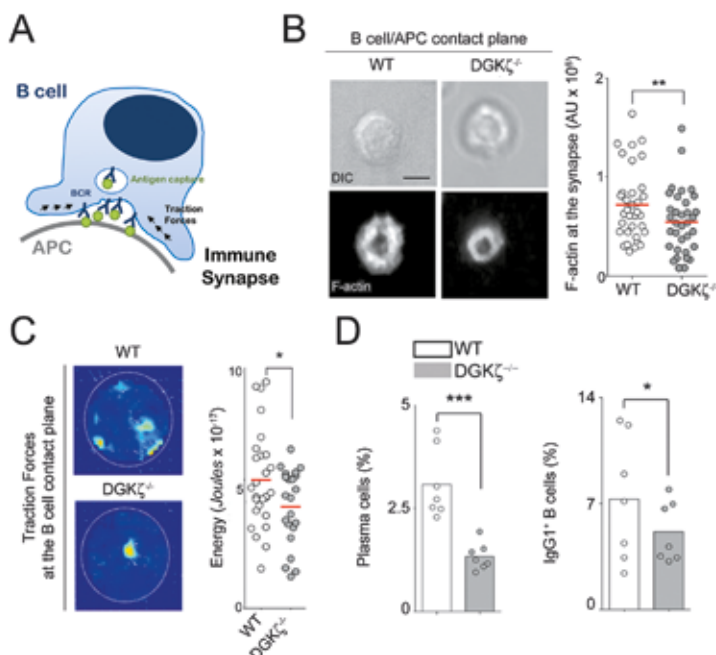 A
B cell
BCR
Antigen capture
Traction
Forces
APC
Immune
Synapse
B
B cell/APC contact plane
WT
DGKζ-/-
DIC
F-actin
F-actin at the synapse (AU x 10⁶)
2
1
0
**
WT
DGKζ-/-
C
Traction Forces
at the B cell contact plane
WT
DGKζ-/-
Energy (Joules x 10⁻¹⁷)
10
5
0
*
WT
DGKζ-/-
D
WT
DGKζ-/-
Plasma cells (%)
5
2.5
0
***
IgG1⁺ B cells (%)
14
7
0
*